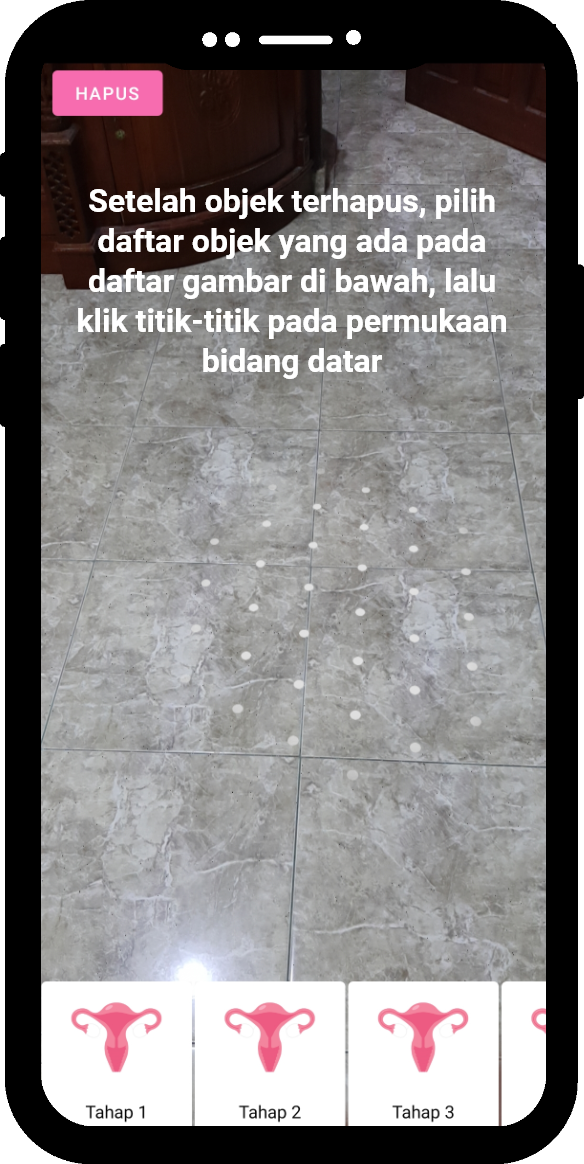 HAPUS
Setelah objek terhapus, pilih
daftar objek yang ada pada
daftar gambar di bawah, lalu
klik titik-titik pada permukaan
bidang datar
Tahap 1
Tahap 2
Tahap 3